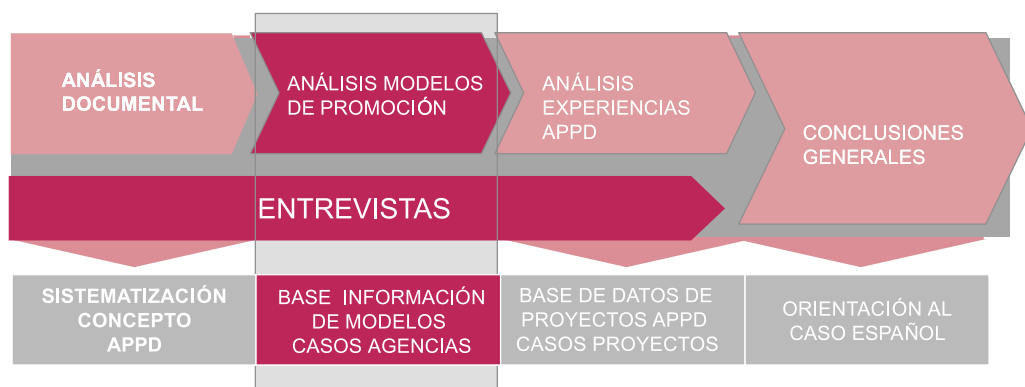 ANÁLISIS
DOCUMENTAL
ANÁLISIS MODELOS
DE PROMOCIÓN
ANÁLISIS
EXPERIENCIAS
APPD
CONCLUSIONES
GENERALES
ENTREVISTAS
SISTEMATIZACIÓN
CONCEPTO
APPD
BASE INFORMACIÓN
DE MODELOS
CASOS AGENCIAS
BASE DE DATOS DE
PROYECTOS APPD
CASOS PROYECTOS
ORIENTACIÓN AL
CASO ESPAÑOL